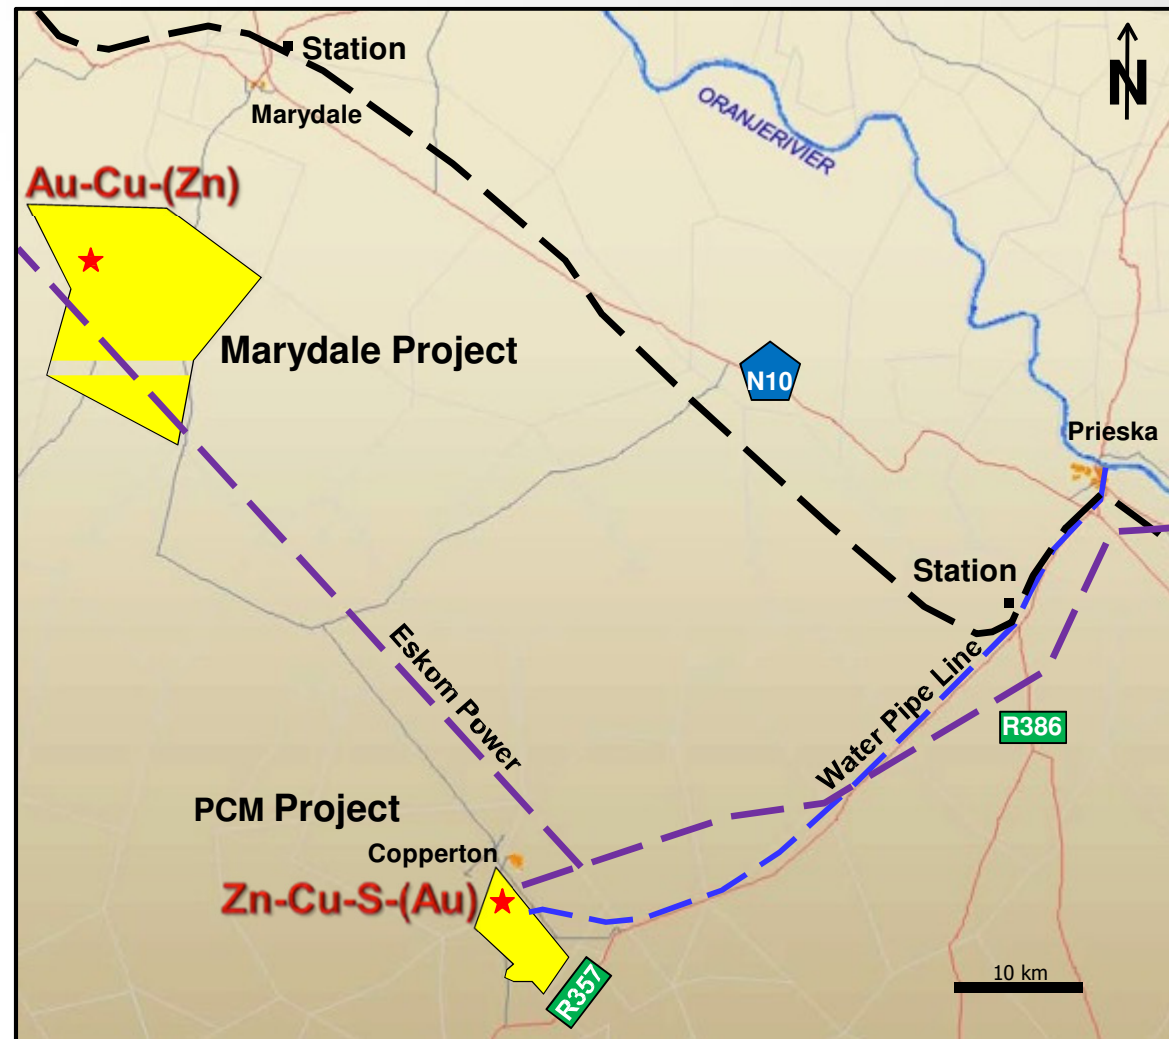 Station
N
Marydale
ORANJERIVIER
Au-Cu-(Zn)
Marydale Project
N10
Prieska
Station
Eskom Power
Water Pipe Line
R386
PCM Project
Copperton
Zn-Cu-S-(Au)
R357
10 km